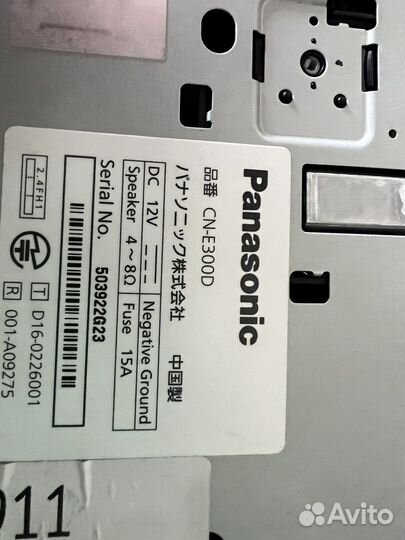 Panasonic
品番 CN-E300D
パナソニック株式会社 中国製
DC 12V Negative Ground
Speaker 4~8Ω Fuse 15A
Serial No. 503922G23
2.4FH1
T D16-0226001
R 001-A09275
911
Avito